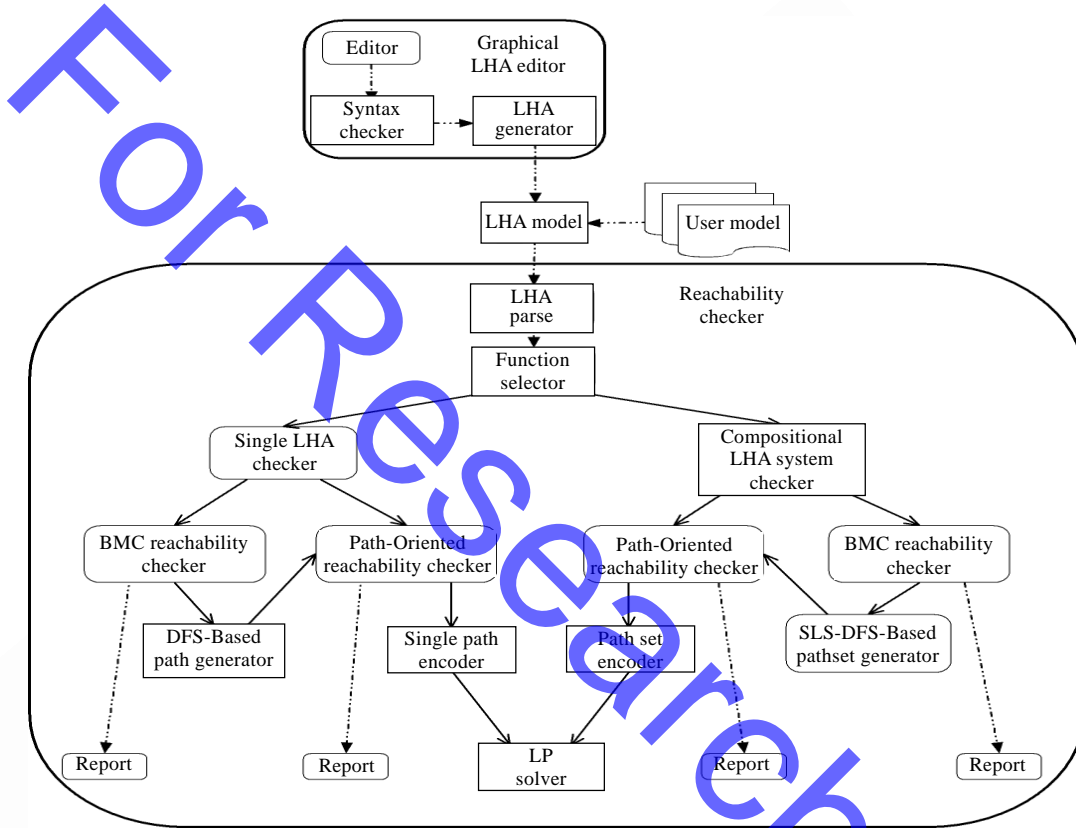 Editor
Graphical
LHA editor
Syntax
checker
LHA
generator
LHA model
User model
LHA
parse
Reachability
checker
Function
selector
Single LHA
checker
Compositional
LHA system
checker
BMC reachability
checker
Path-Oriented
reachability checker
Path-Oriented
reachability checker
BMC reachability
checker
DFS-Based
path generator
Single path
encoder
Path set
encoder
SLS-DFS-Based
pathset generator
Report
Report
LP
solver
Report
Report
For Research